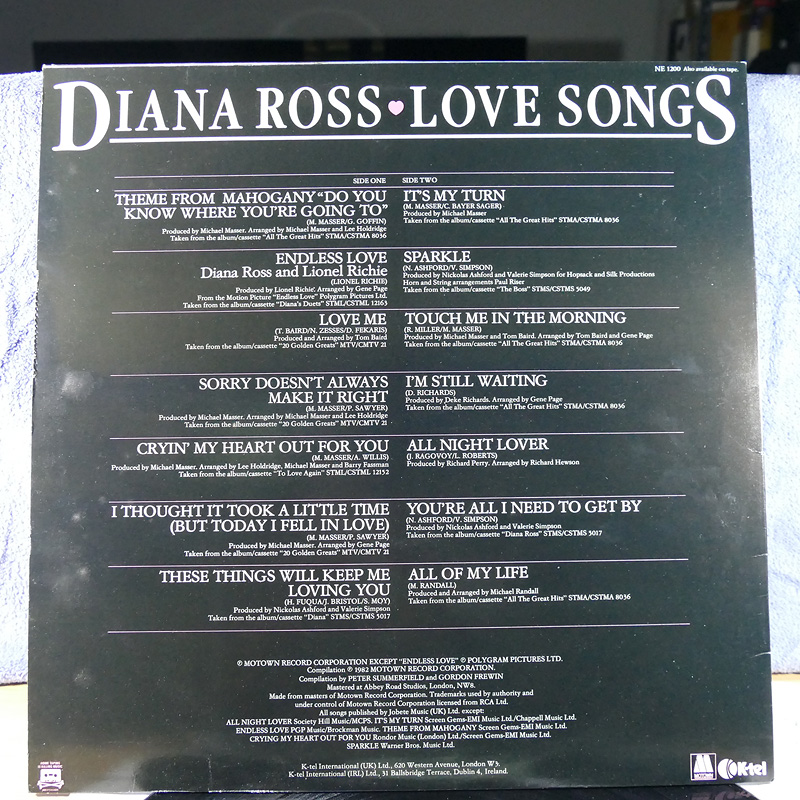 NE 1200 Also available on tape.
DIANA ROSS LOVE SONGS
SIDE ONE
THEME FROM MAHOGANY "DO YOU
KNOW WHERE YOU'RE GOING TO"
(M. MASSER/G. GOFFIN)
Produced by Michael Masser. Arranged by Michael Masser and Lee Holdridge
Taken from the album/cassette "All The Great Hits" STMA/CSTMA 8036
ENDLESS LOVE
Diana Ross and Lionel Richie
(LIONEL RICHIE)
Produced by Lionel Richie. Arranged by Gene Page
From the Motion Picture "Endless Love" Polygram Pictures Ltd.
Taken from the album/cassette "Diana's Duets" STML/CSTML 12163
LOVE ME
(T. BAIRD/N. ZESSES/D. FEKARIS)
Produced and Arranged by Tom Baird
Taken from the album/cassette "20 Golden Greats" MTV/CMTV 21
SORRY DOESN'T ALWAYS
MAKE IT RIGHT
(M. MASSER/P. SAWYER)
Produced by Michael Masser. Arranged by Michael Masser and Lee Holdridge
Taken from the album/cassette "20 Golden Greats" MTV/CMTV 21
CRYIN' MY HEART OUT FOR YOU
(M. MASSER/A. WILLIS)
Produced by Michael Masser. Arranged by Lee Holdridge, Michael Masser and Barry Fassman
Taken from the album/cassette "To Love Again" STML/CSTML 12152
I THOUGHT IT TOOK A LITTLE TIME
(BUT TODAY I FELL IN LOVE)
(M. MASSER/P. SAWYER)
Produced by Michael Masser. Arranged by Gene Page
Taken from the album/cassette "20 Golden Greats" MTV/CMTV 21
THESE THINGS WILL KEEP ME
LOVING YOU
(H. FUQUA/J. BRISTOL/S. MOY)
Produced by Nickolas Ashford and Valerie Simpson
Taken from the album/cassette "Diana" STMS/CSTMS 5017
SIDE TWO
IT'S MY TURN
(M. MASSER/C. BAYER SAGER)
Produced by Michael Masser
Taken from the album/cassette "All The Great Hits" STMA/CSTMA 8036
SPARKLE
(N. ASHFORD/V. SIMPSON)
Produced by Nickolas Ashford and Valerie Simpson for Hopsack and Silk Productions
Horn and String arrangements Paul Riser
Taken from the album/cassette "The Boss" STMS/CSTMS 5049
TOUCH ME IN THE MORNING
(R. MILLER/M. MASSER)
Produced by Michael Masser and Tom Baird. Arranged by Tom Baird and Gene Page
Taken from the album/cassette "All The Great Hits" STMA/CSTMA 8036
I'M STILL WAITING
(D. RICHARDS)
Produced by Deke Richards. Arranged by Gene Page
Taken from the album/cassette "All The Great Hits" STMA/CSTMA 8036
ALL NIGHT LOVER
(J. RAGOVOY/L. ROBERTS)
Produced by Richard Perry. Arranged by Richard Hewson
YOU'RE ALL I NEED TO GET BY
(N. ASHFORD/V. SIMPSON)
Produced by Nickolas Ashford and Valerie Simpson
Taken from the album/cassette "Diana Ross" STMS/CSTMS 5017
ALL OF MY LIFE
(M. RANDALL)
Produced and Arranged by Michael Randall
Taken from the album/cassette "All The Great Hits" STMA/CSTMA 8036
℗ MOTOWN RECORD CORPORATION EXCEPT "ENDLESS LOVE" ℗ POLYGRAM PICTURES LTD.
Compilation ℗ 1982 MOTOWN RECORD CORPORATION.
Compilation by PETER SUMMERFIELD and GORDON FREWIN
Mastered at Abbey Road Studios, London, NW8.
Made from masters of Motown Record Corporation. Trademarks used by authority and
under control of Motown Record Corporation licensed from RCA Ltd.
All songs published by Jobete Music (UK) Ltd. except:
ALL NIGHT LOVER Society Hill Music/MCPS. IT'S MY TURN Screen Gems-EMI Music Ltd./Chappell Music Ltd.
ENDLESS LOVE PGP Music/Brockman Music. THEME FROM MAHOGANY Screen Gems-EMI Music Ltd.
CRYING MY HEART OUT FOR YOU Rondor Music (London) Ltd./Screen Gems-EMI Music Ltd.
SPARKLE Warner Bros. Music Ltd.
K-tel International (UK) Ltd., 620 Western Avenue, London W3.
K-tel International (IRL) Ltd., 31 Ballsbridge Terrace, Dublin 4, Ireland.
K-tel